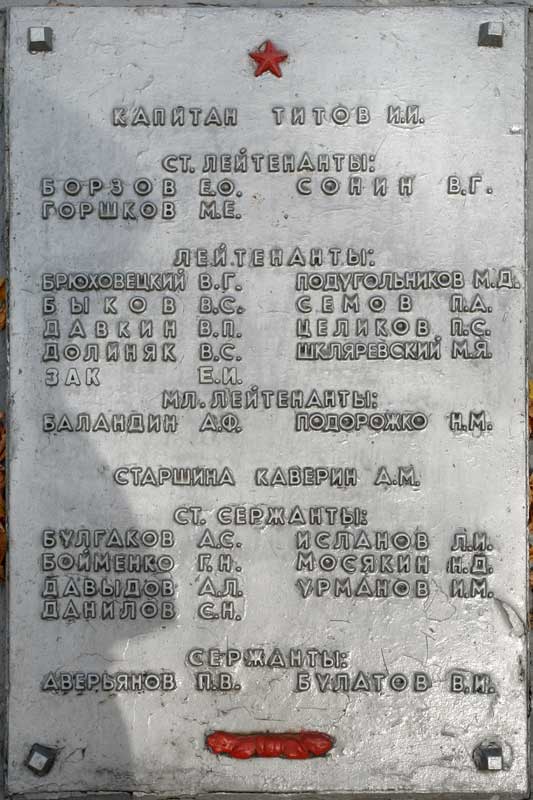 КАПИТАН ТИТОВ И.И.
СТ. ЛЕЙТЕНАНТЫ:
БОРЗОВ Е.О. СОНИН В.Г.
ГОРШКОВ М.Е.
ЛЕЙТЕНАНТЫ:
БРЮХОВЕЦКИЙ В.Г. ПОДУГОЛЬНИКОВ М.Д.
БЫКОВ В.С. СЕМОВ П.А.
ДАВКИН В.П. ЦЕЛИКОВ П.С.
ДОЛИЙНЯК В.С. ШКЛЯРЕВСКИЙ М.Я.
ЗАК Е.И.
МЛ. ЛЕЙТЕНАНТЫ:
БАЛАНДИН А.Ф. ПОДОРОЖКО Н.М.
СТАРШИНА КАВЕРИН А.М.
СТ. СЕРЖАНТЫ:
БУЛГАКОВ А.С. ИСЛАНОВ Л.И.
БОЙМЕНКО Г.Н. МОСЯКИН Н.Д.
ДАВЫДОВ А.Л. УРМАНОВ И.М.
ДАНИЛОВ С.Н.
СЕРЖАНТЫ:
АВЕРЬЯНОВ П.В. БУЛАТОВ В.И.